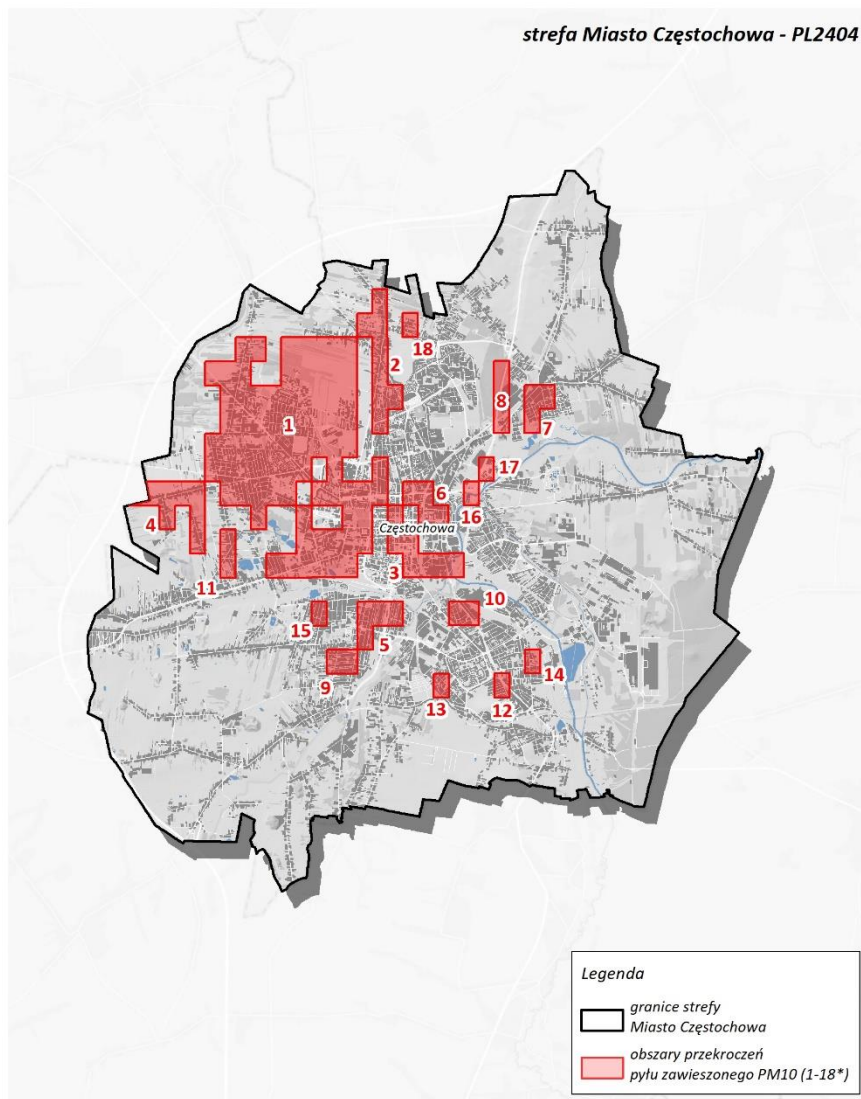 strefa Miasto Częstochowa - PL2404
18
2
8
1
7
17
6
4
16
Częstochowa
3
11
10
15
5
14
9
13
12
Legenda
granice strefy
Miasto Częstochowa
obszary przekroczeń
pyłu zawieszonego PM10 (1-18*)